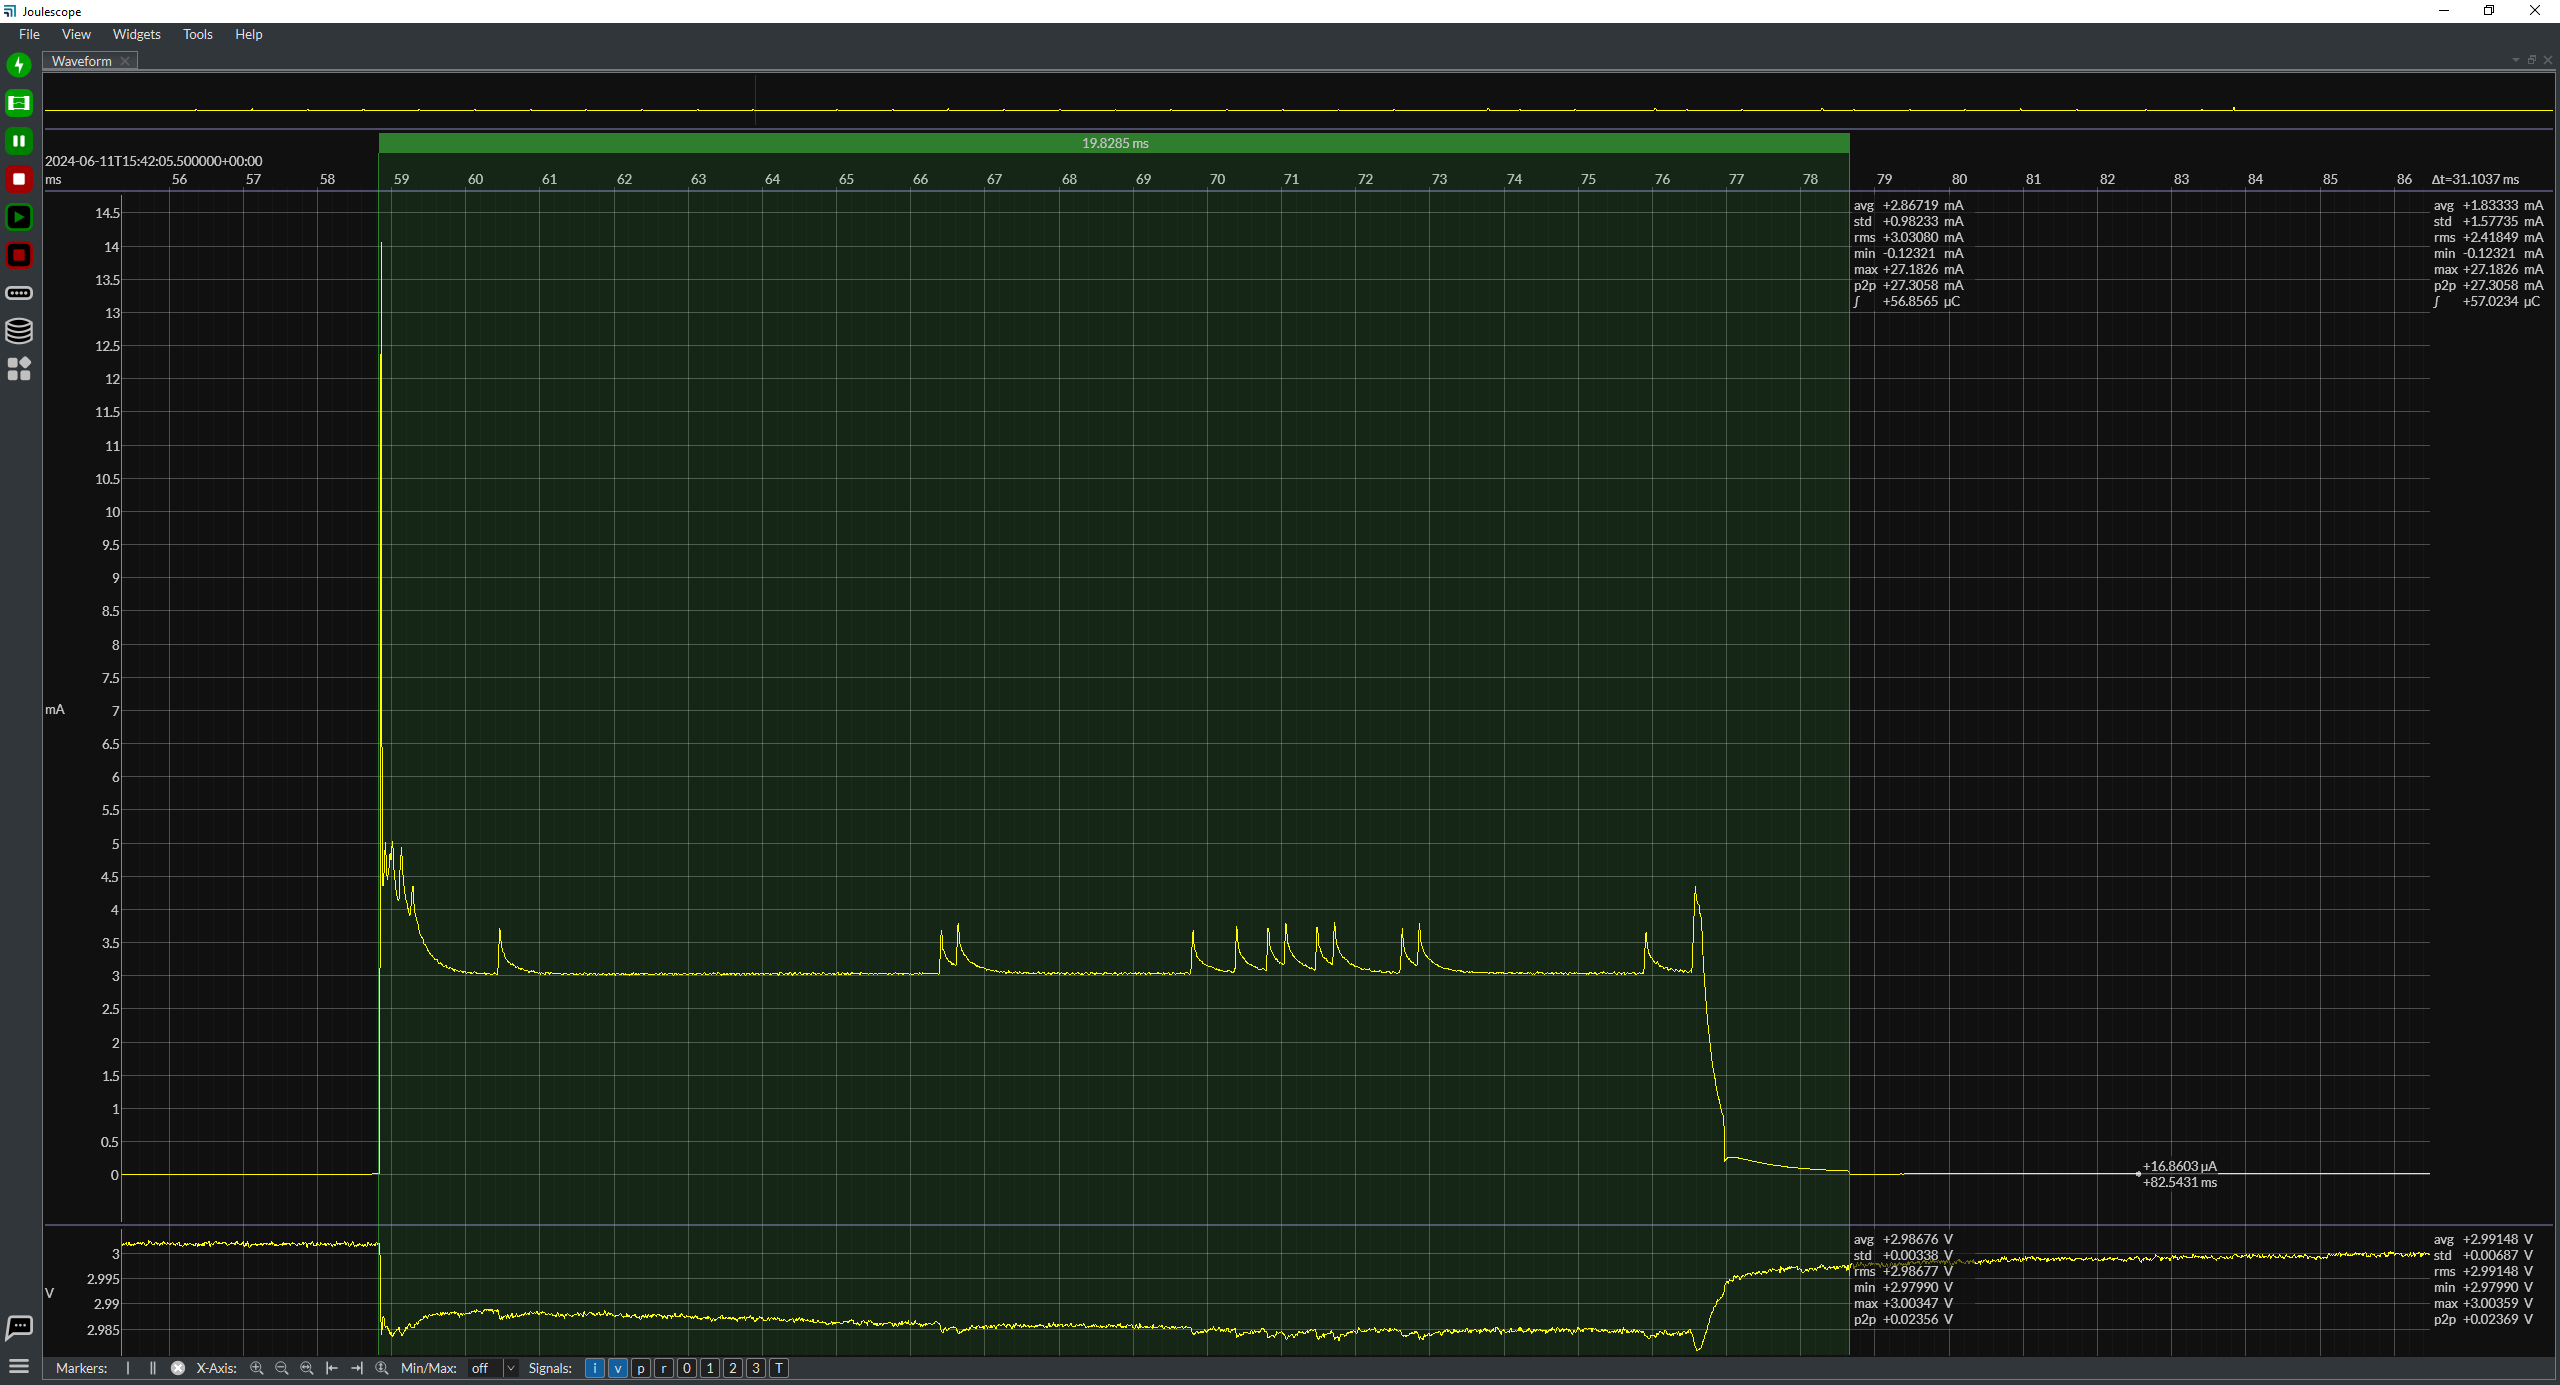 Joulescope
File View Widgets Tools Help
Waveform
19.8285 ms
2024-06-11T15:42:05.500000+00:00
ms 56 57 58 59 60 61 62 63 64 65 66 67 68 69 70 71 72 73 74 75 76 77 78 79 80 81 82 83 84 85 86 Δt=31.1037 ms
14.5
14
13.5
13
12.5
12
11.5
11
10.5
10
9.5
9
8.5
8
7.5
mA 7
6.5
6
5.5
5
4.5
4
3.5
3
2.5
2
1.5
1
0.5
0
avg +2.86719 mA
std +0.98233 mA
rms +3.03080 mA
min -0.12321 mA
max +27.1826 mA
p2p +27.3058 mA
∫ +56.8565 µC
avg +1.83333 mA
std +1.57735 mA
rms +2.41849 mA
min -0.12321 mA
max +27.1826 mA
p2p +27.3058 mA
∫ +57.0234 µC
+16.8603 µA
+82.5431 ms
3
2.995
V
2.99
2.985
avg +2.98676 V
std +0.00338 V
rms +2.98677 V
min +2.97990 V
max +3.00347 V
p2p +0.02356 V
avg +2.99148 V
std +0.00687 V
rms +2.99148 V
min +2.97990 V
max +3.00359 V
p2p +0.02369 V
Markers: X-Axis: Min/Max: off Signals: i v p r 0 1 2 3 T